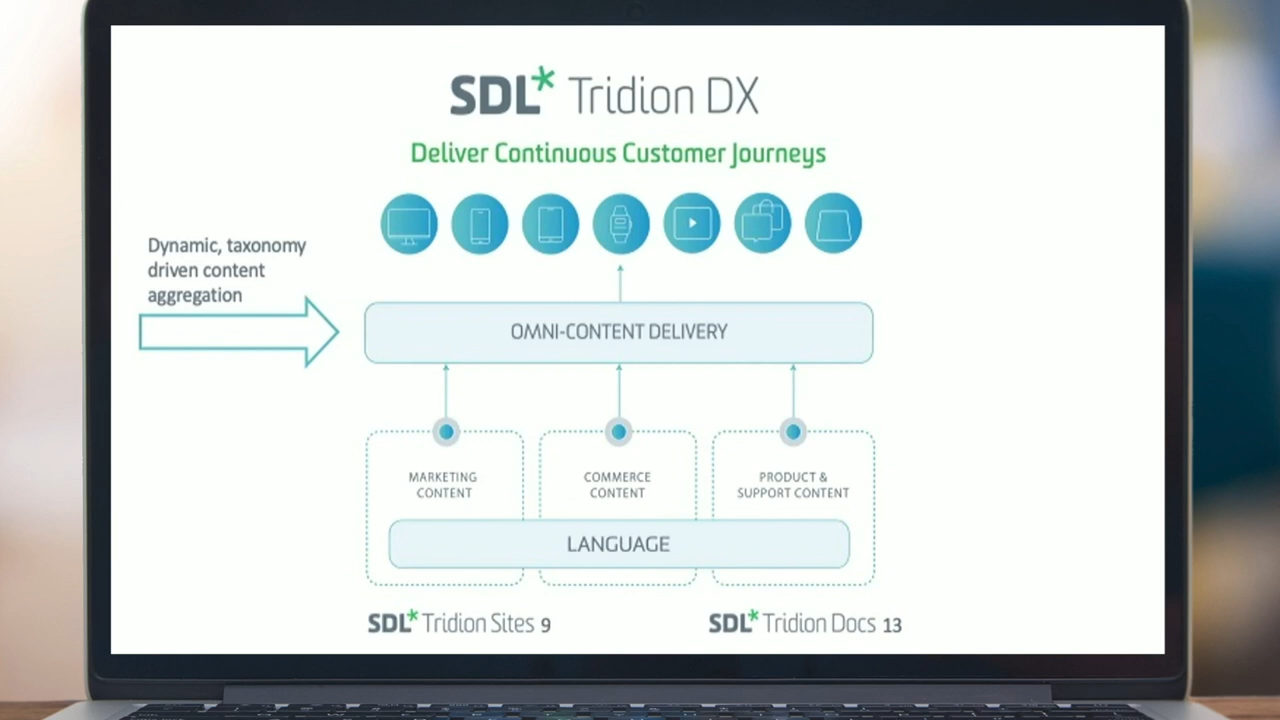 SDL* Tridion DX
Deliver Continuous Customer Journeys
Dynamic, taxonomy
driven content
aggregation
OMNI-CONTENT DELIVERY
MARKETING
CONTENT
COMMERCE
CONTENT
PRODUCT &
SUPPORT CONTENT
LANGUAGE
SDL* Tridion Sites 9
SDL* Tridion Docs 13